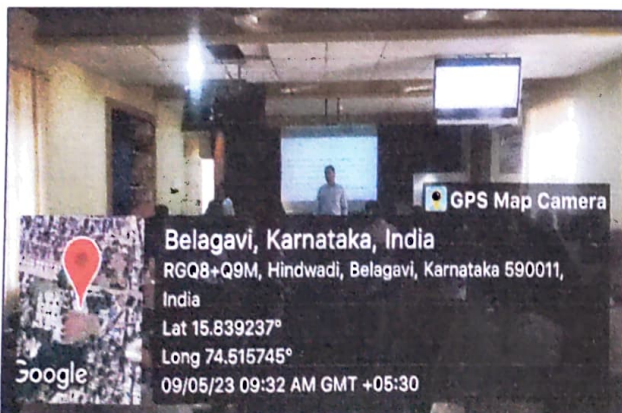 GPS Map Camera
Belagavi, Karnataka, India
RGQ8+Q9M, Hindwadi, Belagavi, Karnataka 590011,
India
Lat 15.839237°
Long 74.515745°
09/05/23 09:32 AM GMT +05:30
Google